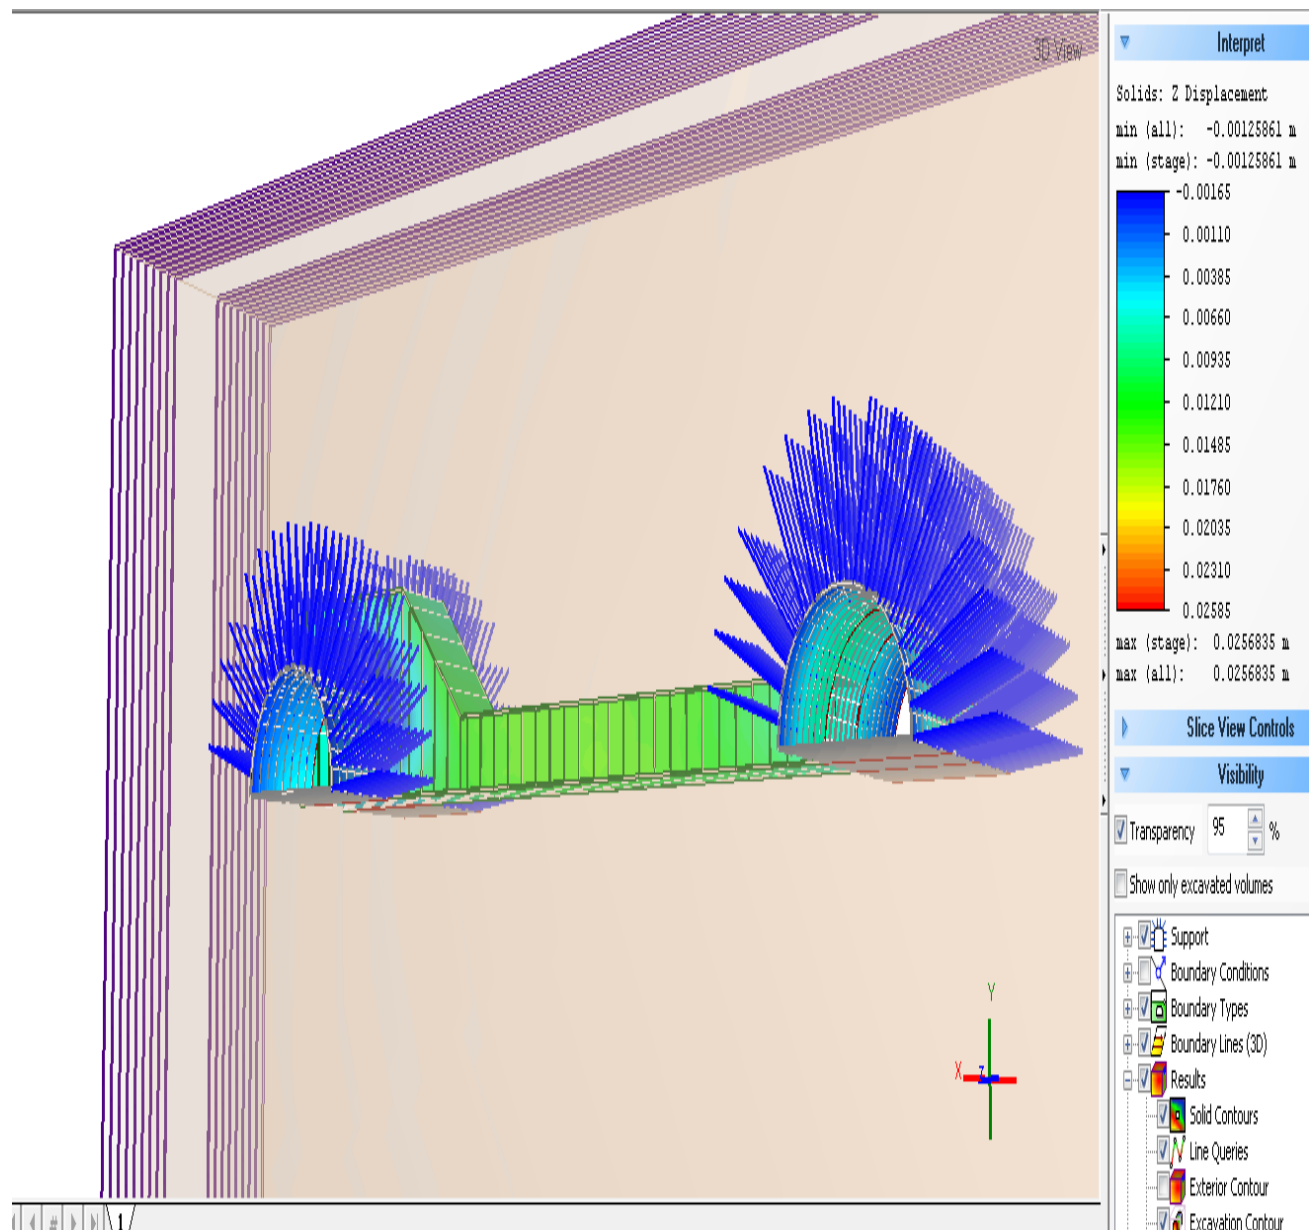 3D View
Interpret
Solids: Z Displacement
min (all): -0.00125861 m
min (stage): -0.00125861 m
-0.00165
0.00110
0.00385
0.00660
0.00935
0.01210
0.01485
0.01760
0.02035
0.02310
0.02585
max (stage): 0.0256835 m
max (all): 0.0256835 m
Slice View Controls
Visibility
Transparency 95 %
Show only excavated volumes
Support
Boundary Conditions
Boundary Types
Boundary Lines (3D)
Results
Solid Contours
Line Queries
Exterior Contour
Excavation Contour
Y
X Z
# 1